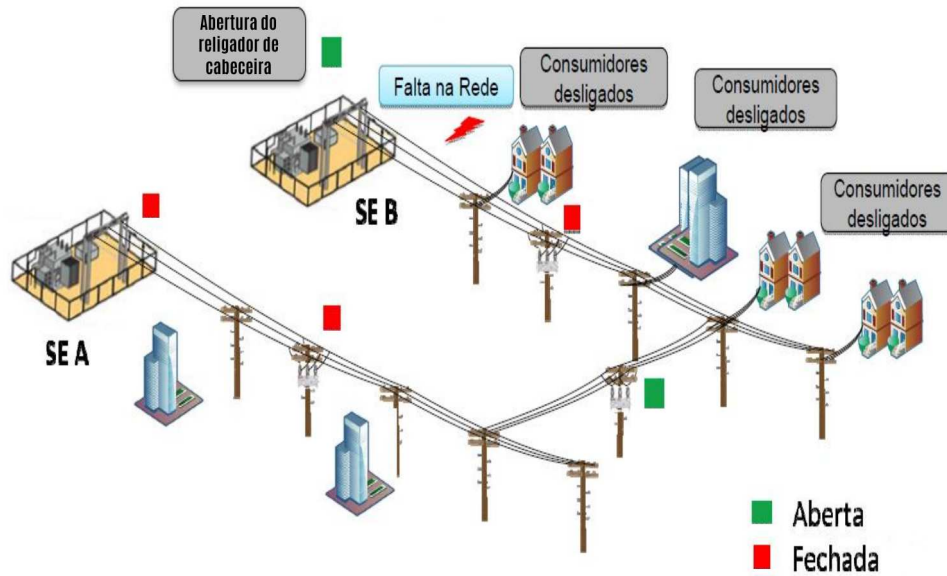 Abertura do
religador de
cabeceira
Falta na Rede
Consumidores
desligados
Consumidores
desligados
Consumidores
desligados
SE B
SE A
Aberta
Fechada